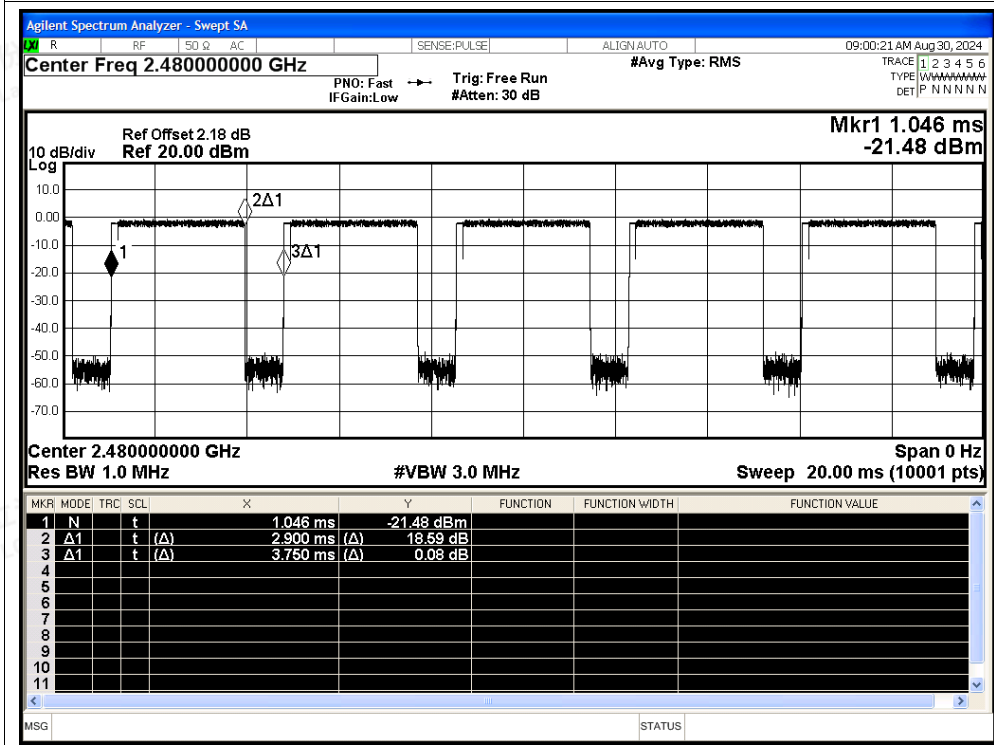 Agilent Spectrum Analyzer - Swept SA
LXI R RF 50 Ω AC SENSE:PULSE ALIGN AUTO 09:00:21 AM Aug 30, 2024
Center Freq 2.480000000 GHz #Avg Type: RMS TRACE 1 2 3 4 5 6
PNO: Fast Trig: Free Run TYPE WWWWWW
IFGain:Low #Atten: 30 dB DET P N N N N N
Mkr1 1.046 ms
Ref Offset 2.18 dB
10 dB/div Ref 20.00 dBm -21.48 dBm
Log
10.0
0.00
-10.0
-20.0
-30.0
-40.0
-50.0
-60.0
-70.0
1
2Δ1
3Δ1
Center 2.480000000 GHz Span 0 Hz
Res BW 1.0 MHz #VBW 3.0 MHz Sweep 20.00 ms (10001 pts)
MKR MODE TRC SCL X Y FUNCTION FUNCTION WIDTH FUNCTION VALUE
1 N t 1.046 ms -21.48 dBm
2 Δ1 t (Δ) 2.900 ms (Δ) 18.59 dB
3 Δ1 t (Δ) 3.750 ms (Δ) 0.08 dB
4
5
6
7
8
9
10
11
MSG STATUS